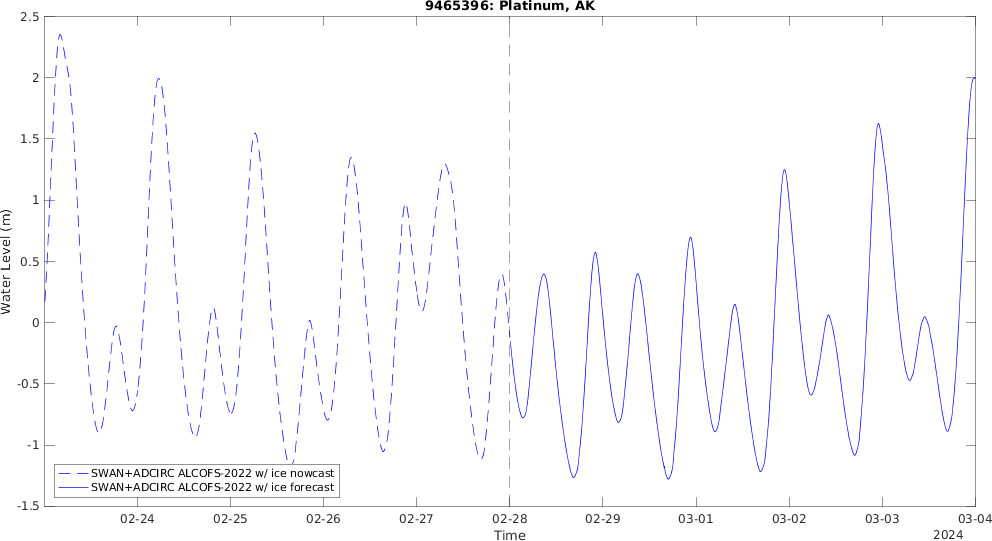 9465396: Platinum, AK
2.5
2
1.5
1
0.5
0
-0.5
-1
-1.5
Water Level (m)
SWAN+ADCIRC ALCOFS-2022 w/ ice nowcast
SWAN+ADCIRC ALCOFS-2022 w/ ice forecast
02-24 02-25 02-26 02-27 02-28 02-29 03-01 03-02 03-03 03-04
Time
2024